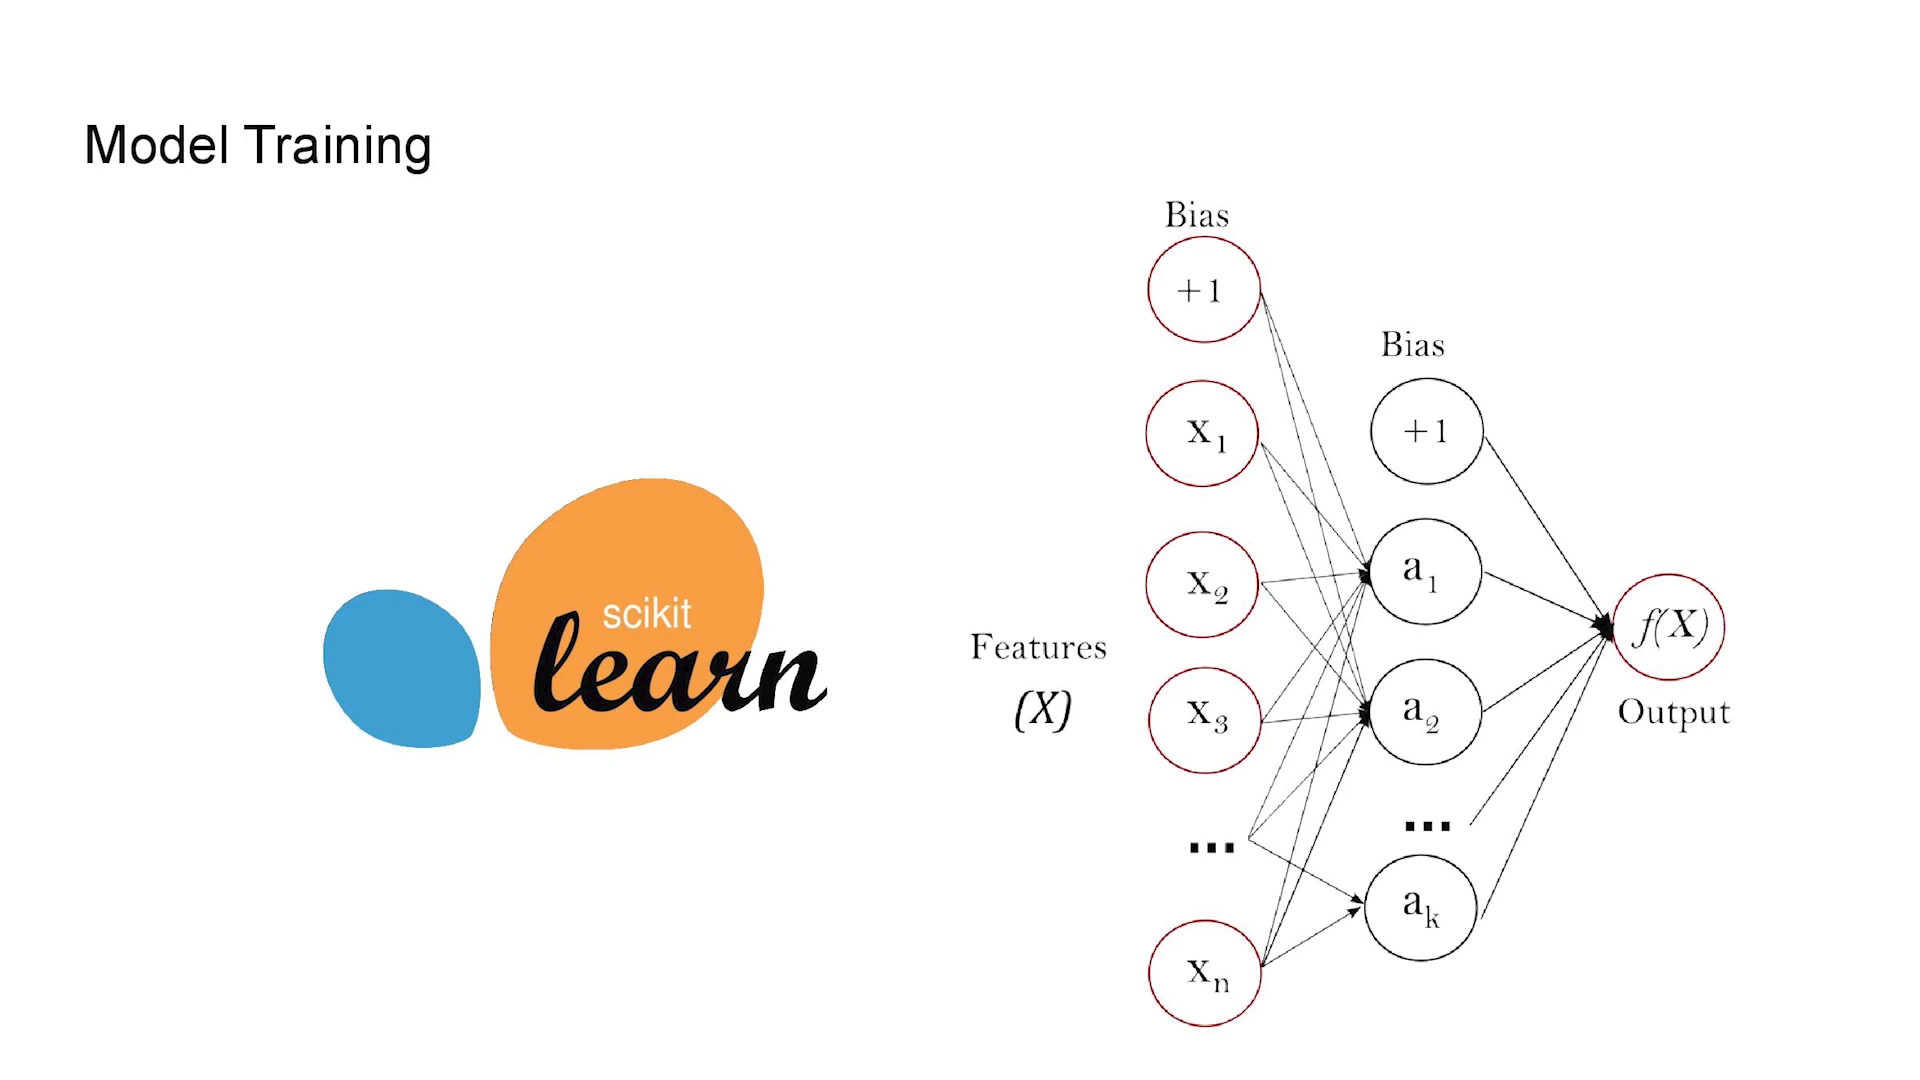 Model Training
scikit
learn
Features
(X)
Bias
+1
x1
x2
x3
...
xn
Bias
+1
a1
a2
...
ak
f(X)
Output